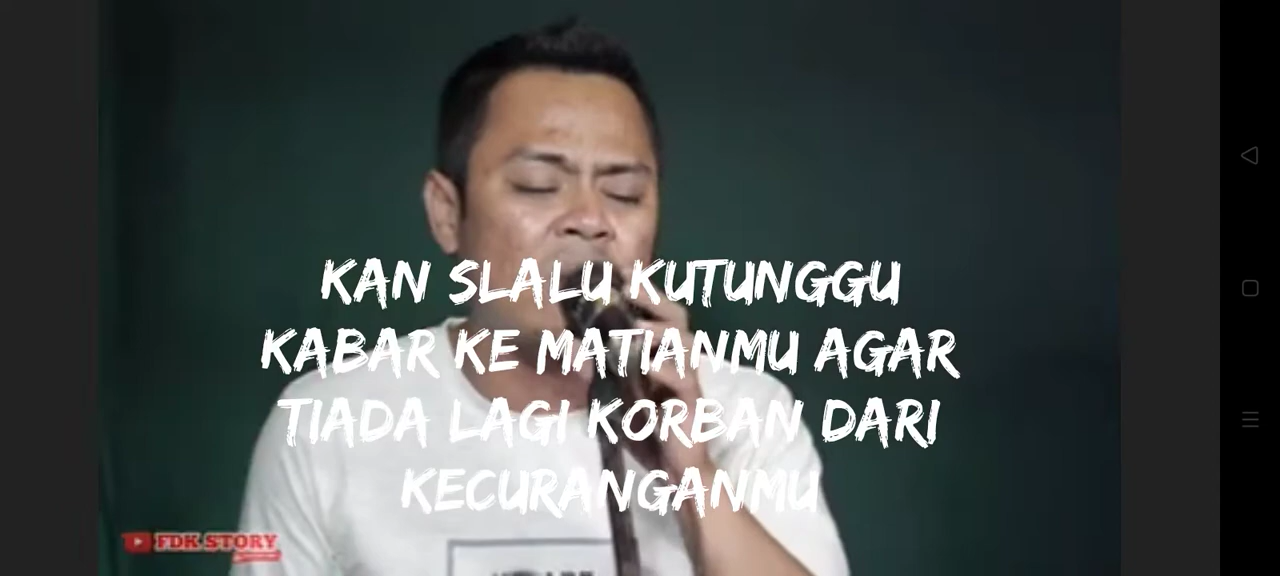 KAN SLALU KUTUNGGU
KABAR KE MATIANMU AGAR
TIADA LAGI KORBAN DARI
KECURANGANMU
FDK STORY